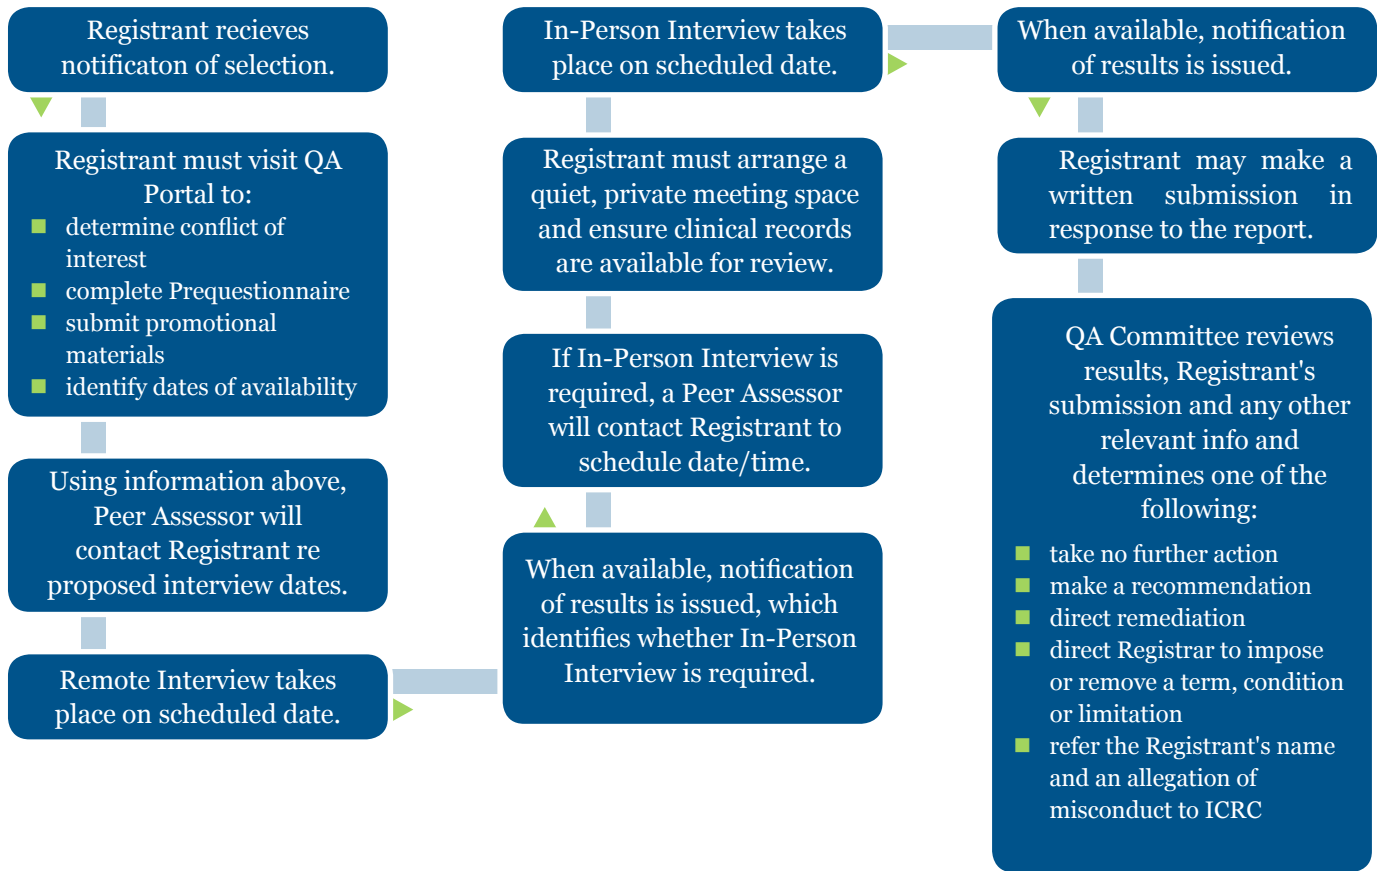 Registrant recieves
notificaton of selection.
Registrant must visit QA
Portal to:
determine conflict of
interest
complete Prequestionnaire
submit promotional
materials
identify dates of availability
Using information above,
Peer Assessor will
contact Registrant re
proposed interview dates.
Remote Interview takes
place on scheduled date.
When available, notification
of results is issued, which
identifies whether In-Person
Interview is required.
If In-Person Interview is
required, a Peer Assessor
will contact Registrant to
schedule date/time.
Registrant must arrange a
quiet, private meeting space
and ensure clinical records
are available for review.
In-Person Interview takes
place on scheduled date.
When available, notification
of results is issued.
Registrant may make a
written submission in
response to the report.
QA Committee reviews
results, Registrant's
submission and any other
relevant info and
determines one of the
following:
take no further action
make a recommendation
direct remediation
direct Registrar to impose
or remove a term, condition
or limitation
refer the Registrant's name
and an allegation of
misconduct to ICRC